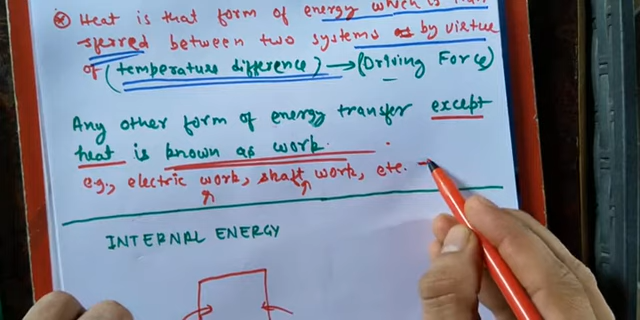 ⊗ Heat is that form of energy which is tran
sferred between two systems by virtue
of (temperature difference) → (Driving Force)
Any other form of energy transfer except
heat is known as work.
e.g., electric work, shaft work, etc.
INTERNAL ENERGY